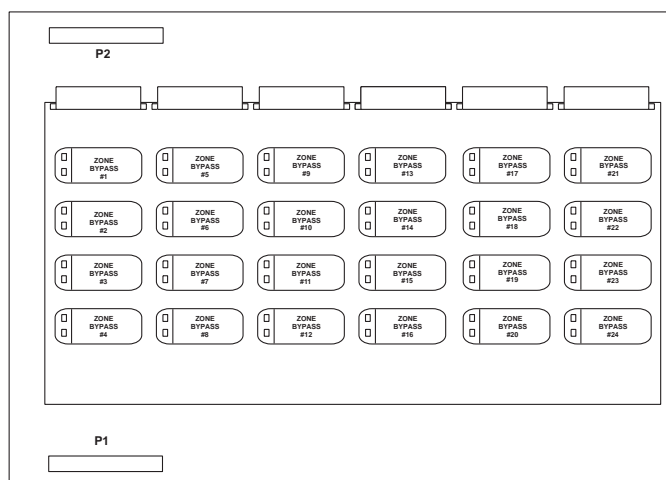 P2
ZONE
BYPASS
#1
ZONE
BYPASS
#5
ZONE
BYPASS
#9
ZONE
BYPASS
#13
ZONE
BYPASS
#17
ZONE
BYPASS
#21
ZONE
BYPASS
#2
ZONE
BYPASS
#6
ZONE
BYPASS
#10
ZONE
BYPASS
#14
ZONE
BYPASS
#18
ZONE
BYPASS
#22
ZONE
BYPASS
#3
ZONE
BYPASS
#7
ZONE
BYPASS
#11
ZONE
BYPASS
#15
ZONE
BYPASS
#19
ZONE
BYPASS
#23
ZONE
BYPASS
#4
ZONE
BYPASS
#8
ZONE
BYPASS
#12
ZONE
BYPASS
#16
ZONE
BYPASS
#20
ZONE
BYPASS
#24
P1